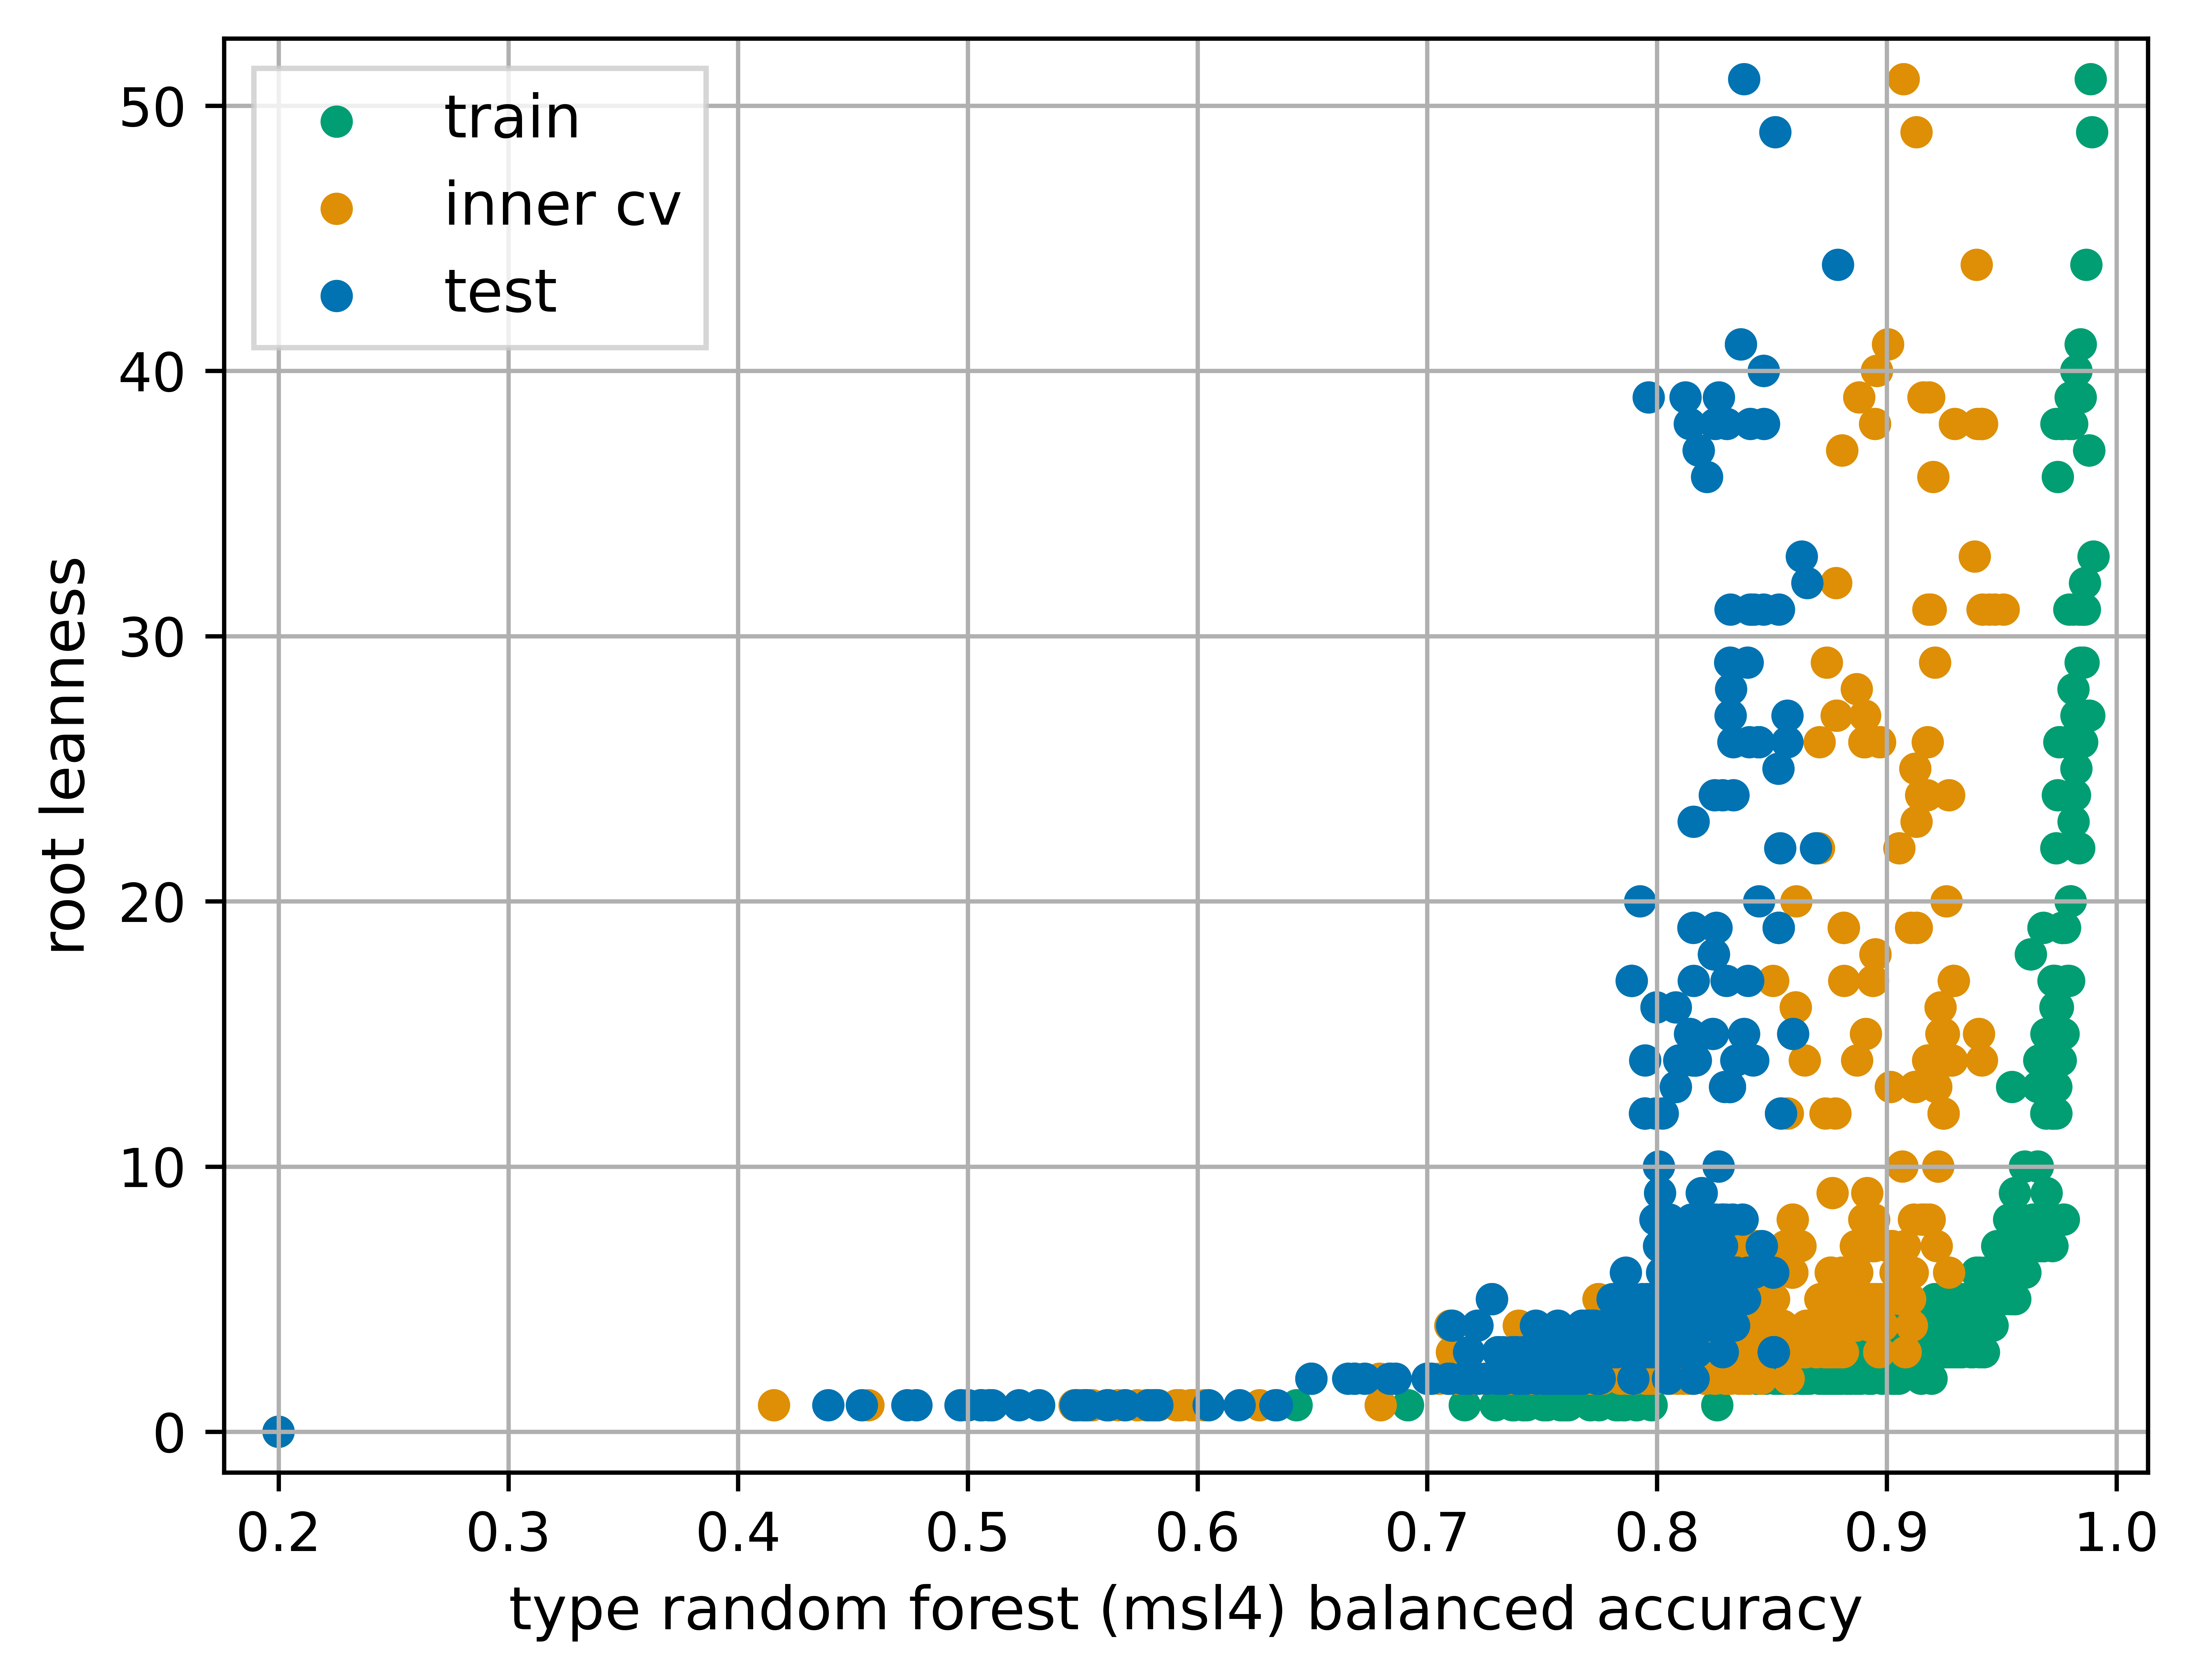 train
inner cv
test
50
40
30
20
10
0
root leanness
0.2 0.3 0.4 0.5 0.6 0.7 0.8 0.9 1.0
type random forest (msl4) balanced accuracy